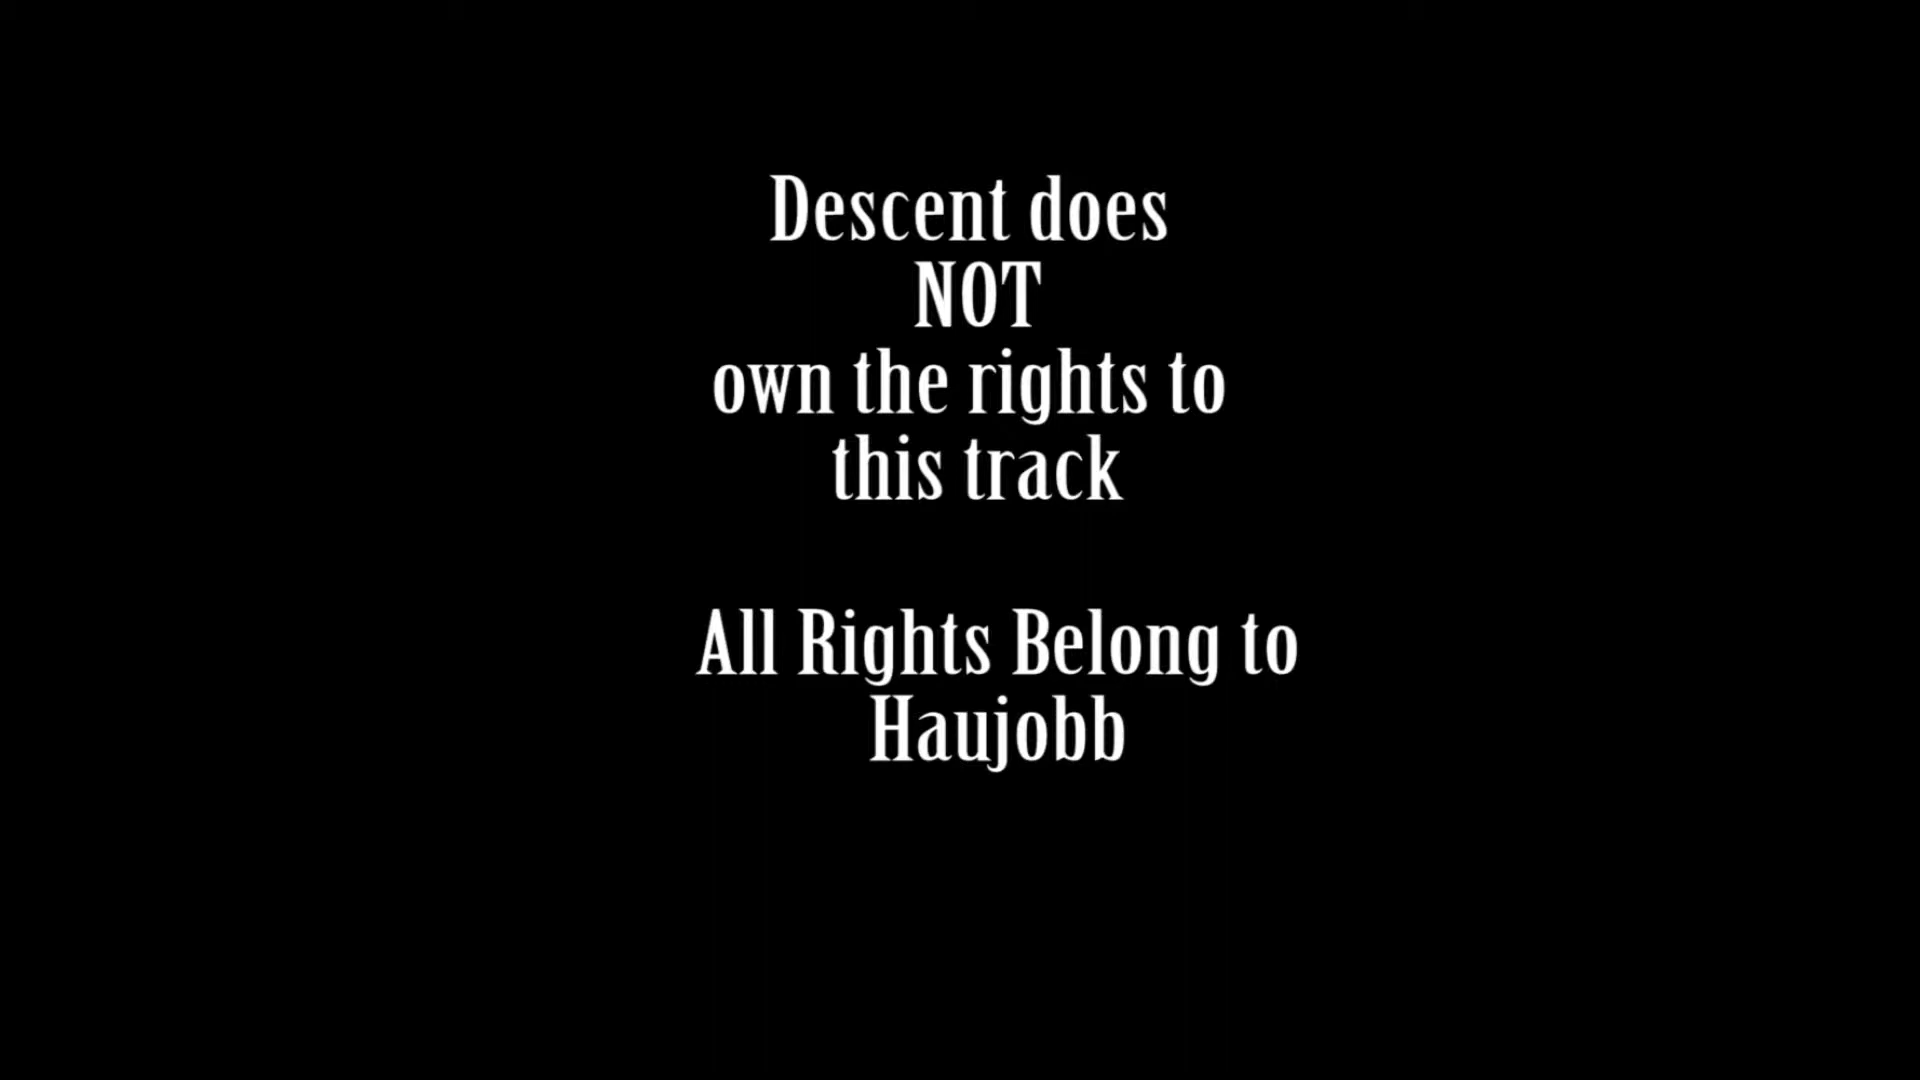 Descent does
NOT
own the rights to
this track
All Rights Belong to
Haujobb